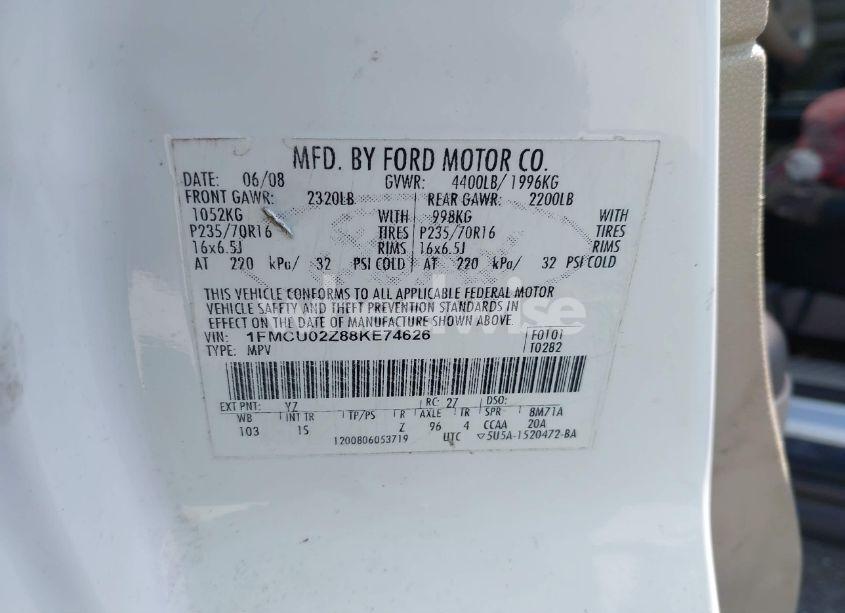 MFD. BY FORD MOTOR CO.
DATE: 06/08 GVWR: 4400LB/ 1996KG
FRONT GAWR: 2320LB REAR GAWR: 2200LB
1052KG WITH 998KG WITH
P235/70R16 TIRES P235/70R16 TIRES
16x6.5J RIMS 16x6.5J RIMS
AT 220 kPa/ 32 PSI COLD AT 220 kPa/ 32 PSI COLD
THIS VEHICLE CONFORMS TO ALL APPLICABLE FEDERAL MOTOR
VEHICLE SAFETY AND THEFT PREVENTION STANDARDS IN
EFFECT ON THE DATE OF MANUFACTURE SHOWN ABOVE.
VIN: 1FMCU02Z88KE74626 F0101
TYPE: MPV T0282
EXT PNT: YZ RC: 27 DSO:
WB INT TR TP/PS R AXLE TR SPR 8M71A
103 IS Z 96 4 CCAA 20A
1200806053719 UTC ▽5U5A-1520472-BA